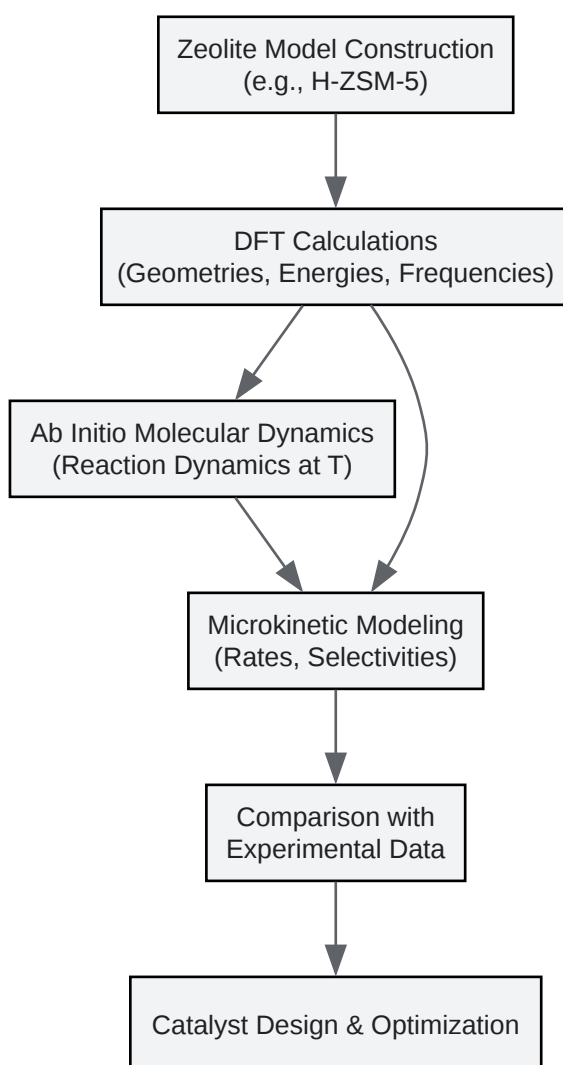 Zeolite Model Construction
(e.g., H-ZSM-5)
DFT Calculations
(Geometries, Energies, Frequencies)
Ab Initio Molecular Dynamics
(Reaction Dynamics at T)
Microkinetic Modeling
(Rates, Selectivities)
Comparison with
Experimental Data
Catalyst Design & Optimization